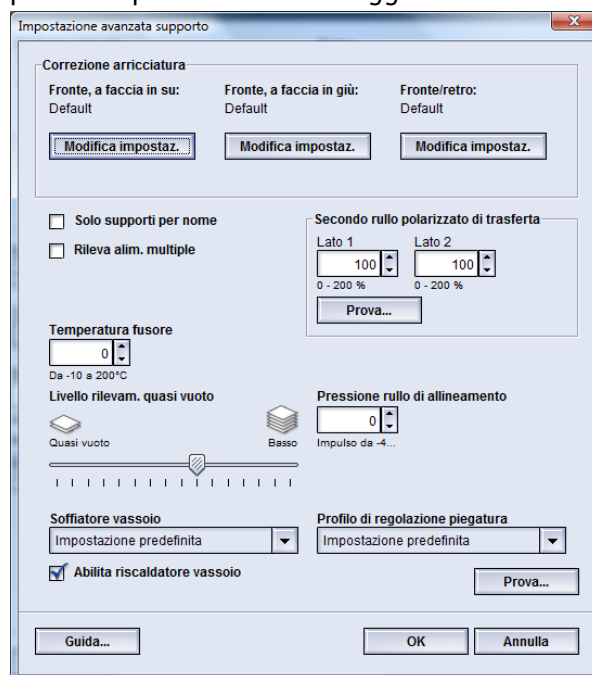 Impostazione avanzata supporto
Correzione arricciatura
Fronte, a faccia in su:
Default
Modifica impostaz.
Fronte, a faccia in giù:
Default
Modifica impostaz.
Fronte/retro:
Default
Modifica impostaz.
Solo supporti per nome
Rileva alim. multiple
Secondo rullo polarizzato di trasferta
Lato 1 Lato 2
100 100
0 - 200 % 0 - 200 %
Prova...
Temperatura fusore
0
Da -10 a 200°C
Livello rilevam. quasi vuoto
Quasi vuoto Basso
Pressione rullo di allineamento
0
Impulso da -4...
Soffiatore vassoio
Impostazione predefinita
Profilo di regolazione piegatura
Impostazione predefinita
Abilita riscaldatore vassoio
Prova...
Guida... OK Annulla